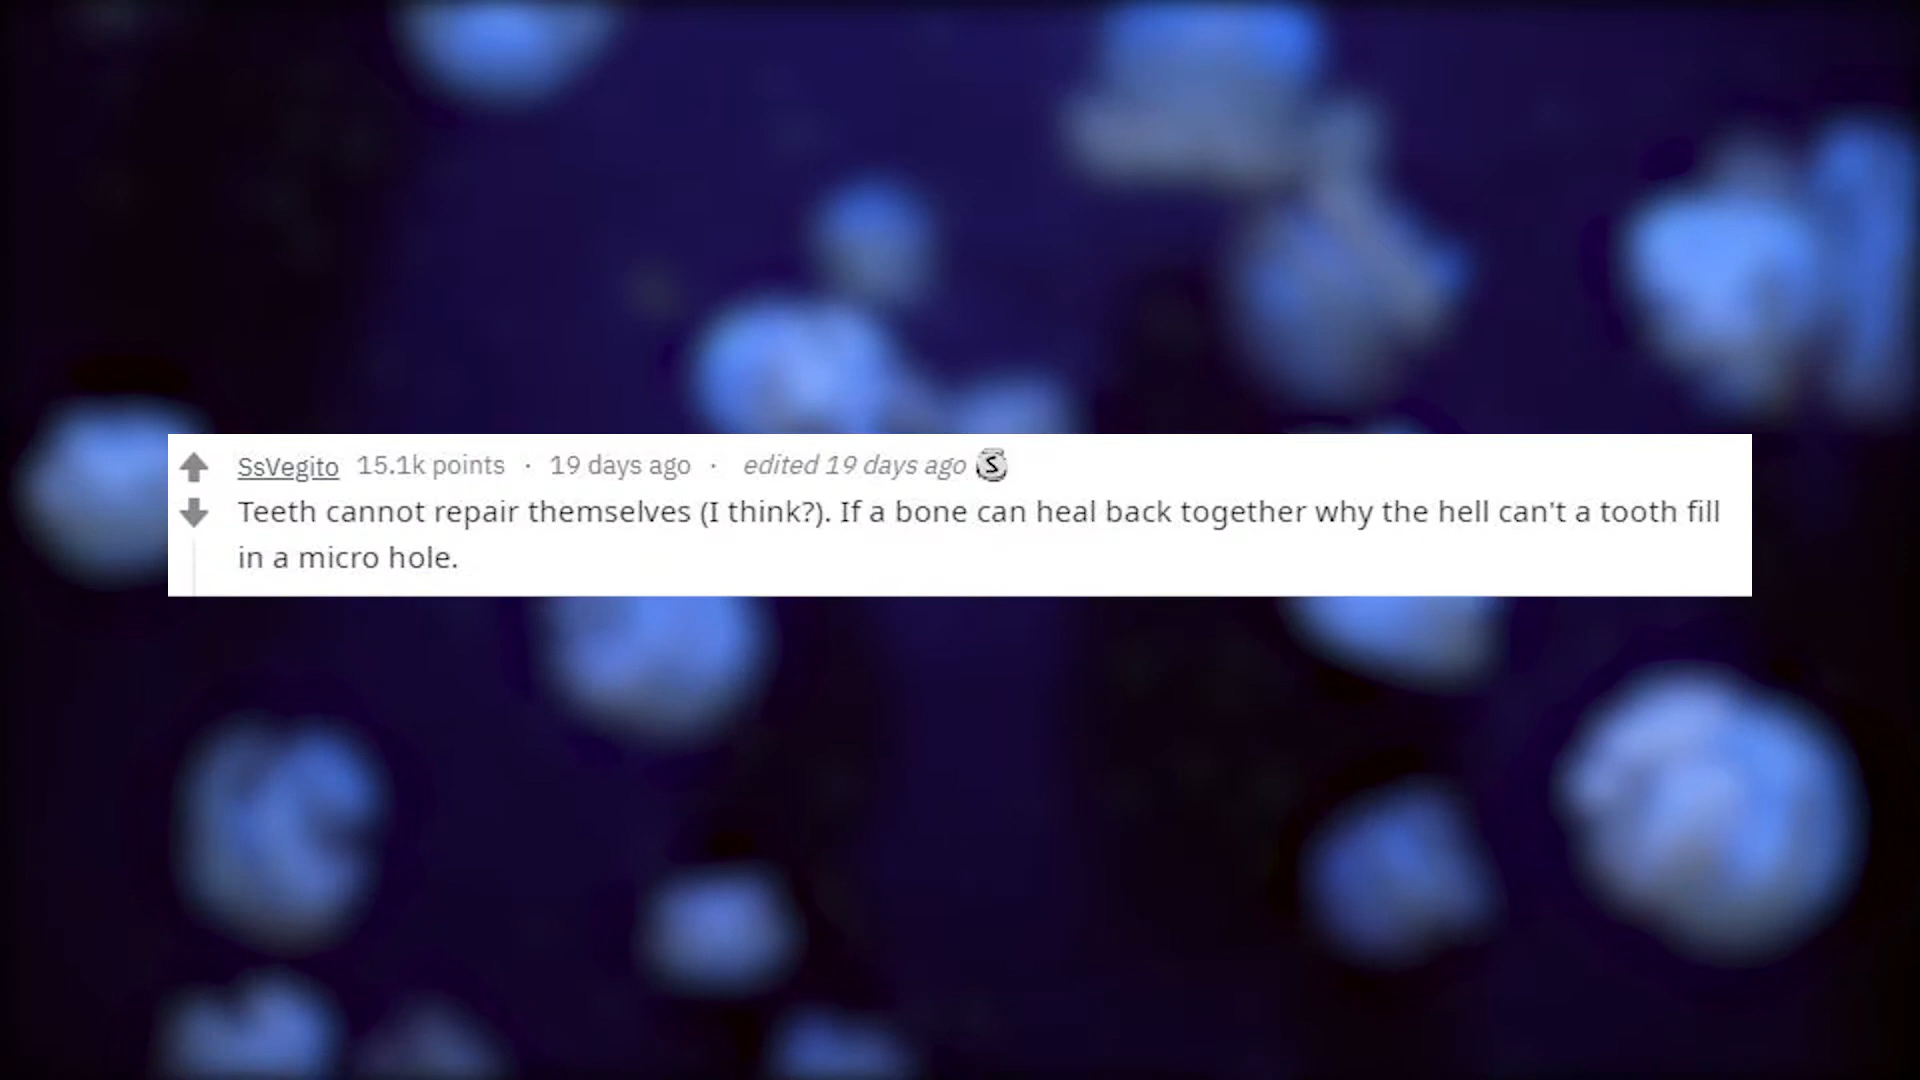 SsVegito 15.1k points · 19 days ago · edited 19 days ago S
Teeth cannot repair themselves (I think?). If a bone can heal back together why the hell can't a tooth fill
in a micro hole.